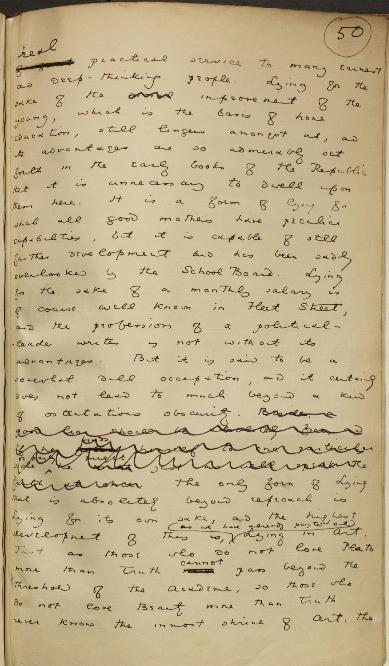 50
real
practical service to many earnest
and deep-thinking people. Lying for the
sake of the improvement of the
young, which is the basis of home
education, still lingers amongst us, and
its advantages are so admirably set
forth in the early books of the Republic
that it is unnecessary to dwell upon
them here. It is a form of lying for
which all good mothers have peculiar
capabilities, but it is capable of still
further development and has been sadly
overlooked by the School Board. Lying
for the sake of a monthly salary is
of course well known in Fleet Street,
and the profession of a political-
leader writer is not without its
advantages. But it is said to be a
somewhat dull occupation, and it certainly
does not lead to much beyond a kind
of ostentatious obscurity.
The only form of lying
that is absolutely beyond reproach is
lying for its own sake, and the highest
as we have already pointed out
development of this is, Lying in Art.
Just as those who do not love Plato
more than Truth cannot pass beyond the
threshold of the Academe, so those who
do not love Beauty more than Truth
never know the inmost shrine of Art. The